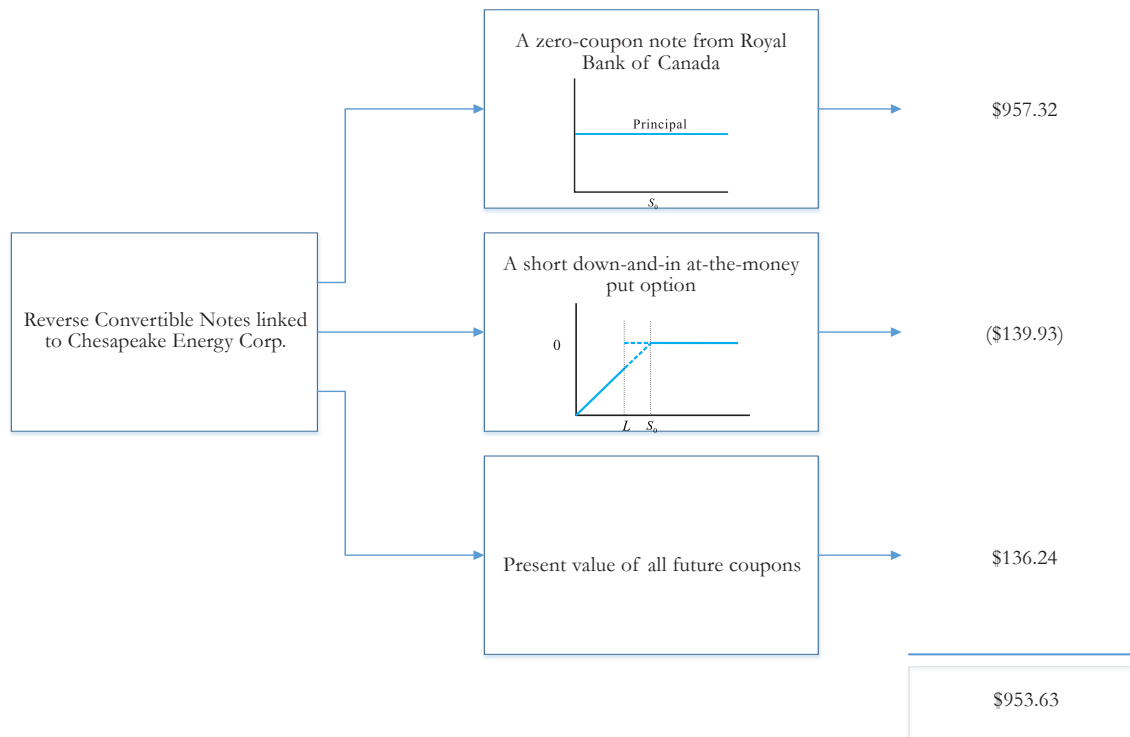 Reverse Convertible Notes linked
to Chesapeake Energy Corp.
A zero-coupon note from Royal
Bank of Canada
Principal
S₀
$957.32
A short down-and-in at-the-money
put option
0
L S₀
($139.93)
Present value of all future coupons
$136.24
$953.63